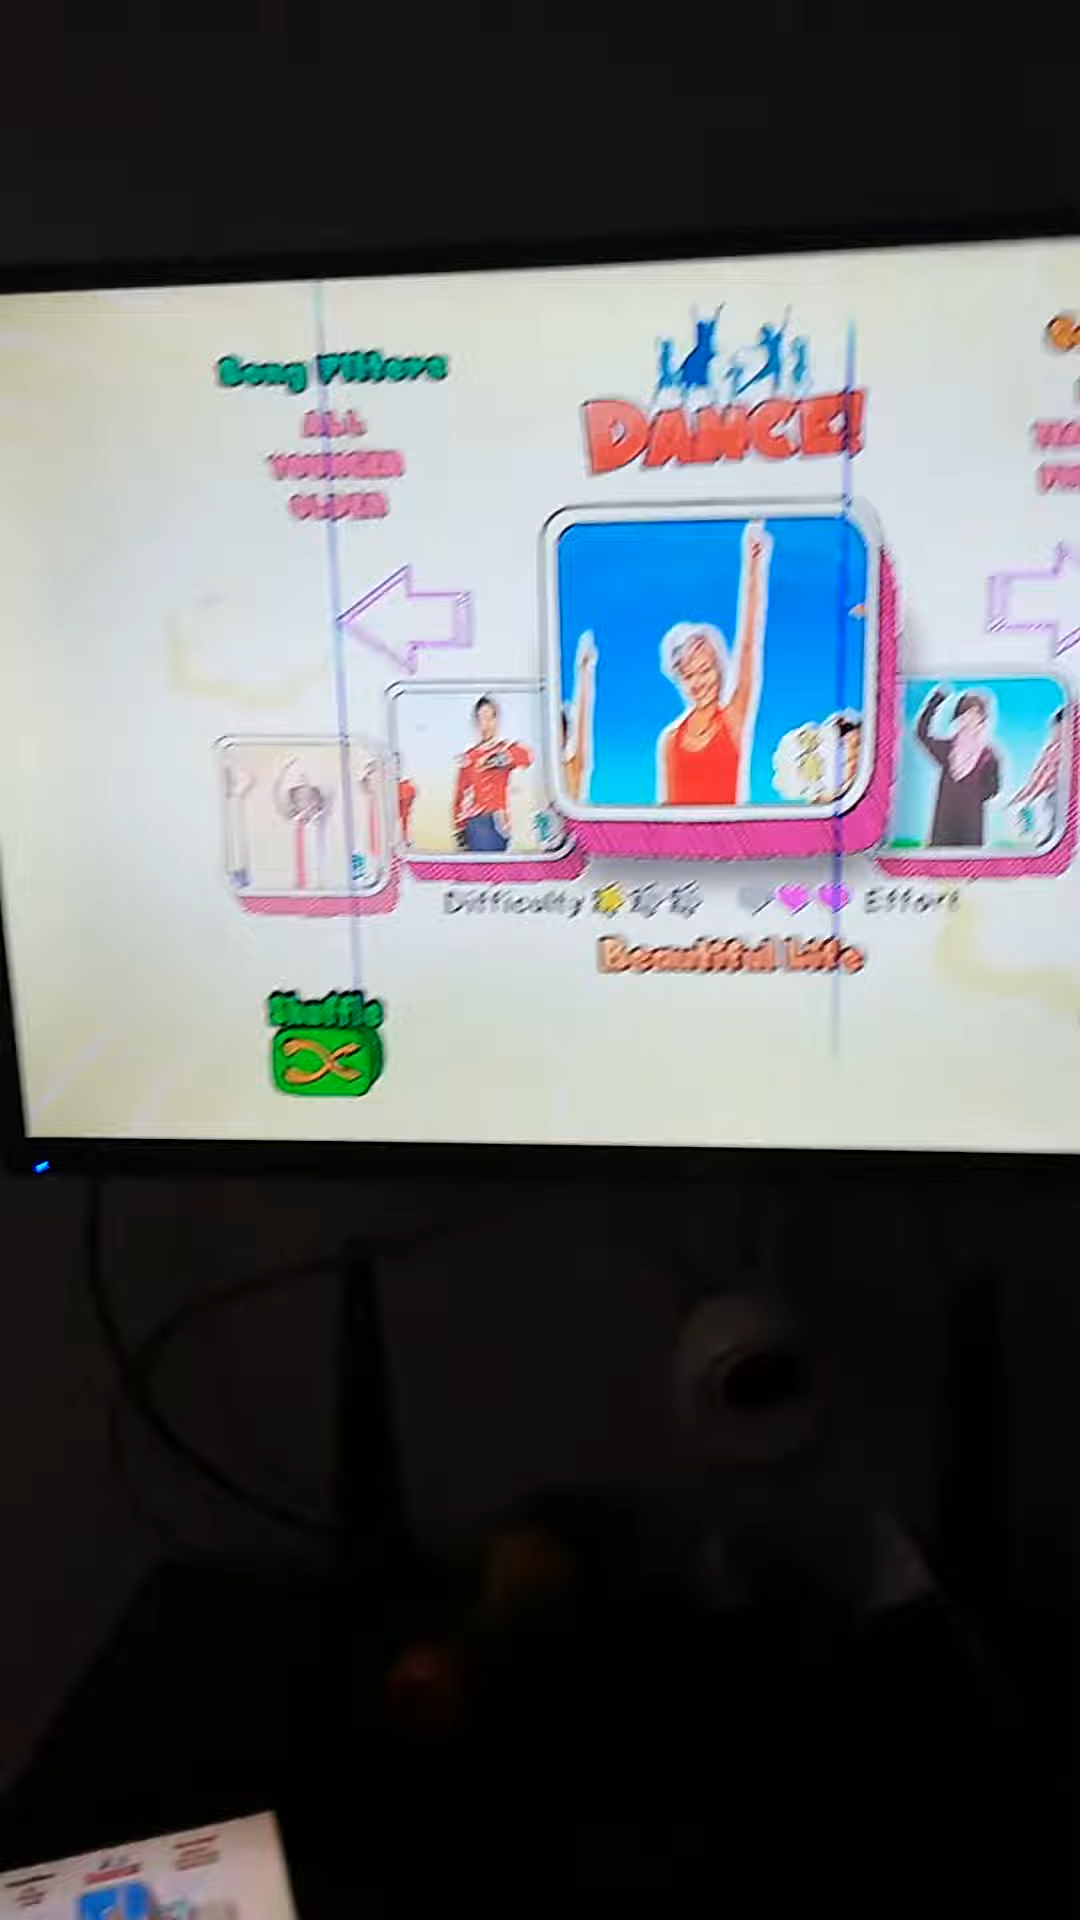 Song Filters
ALL
YOUNGER
OLDER
DANCE!
Difficulty
Effort
Beautiful Life
Shuffle